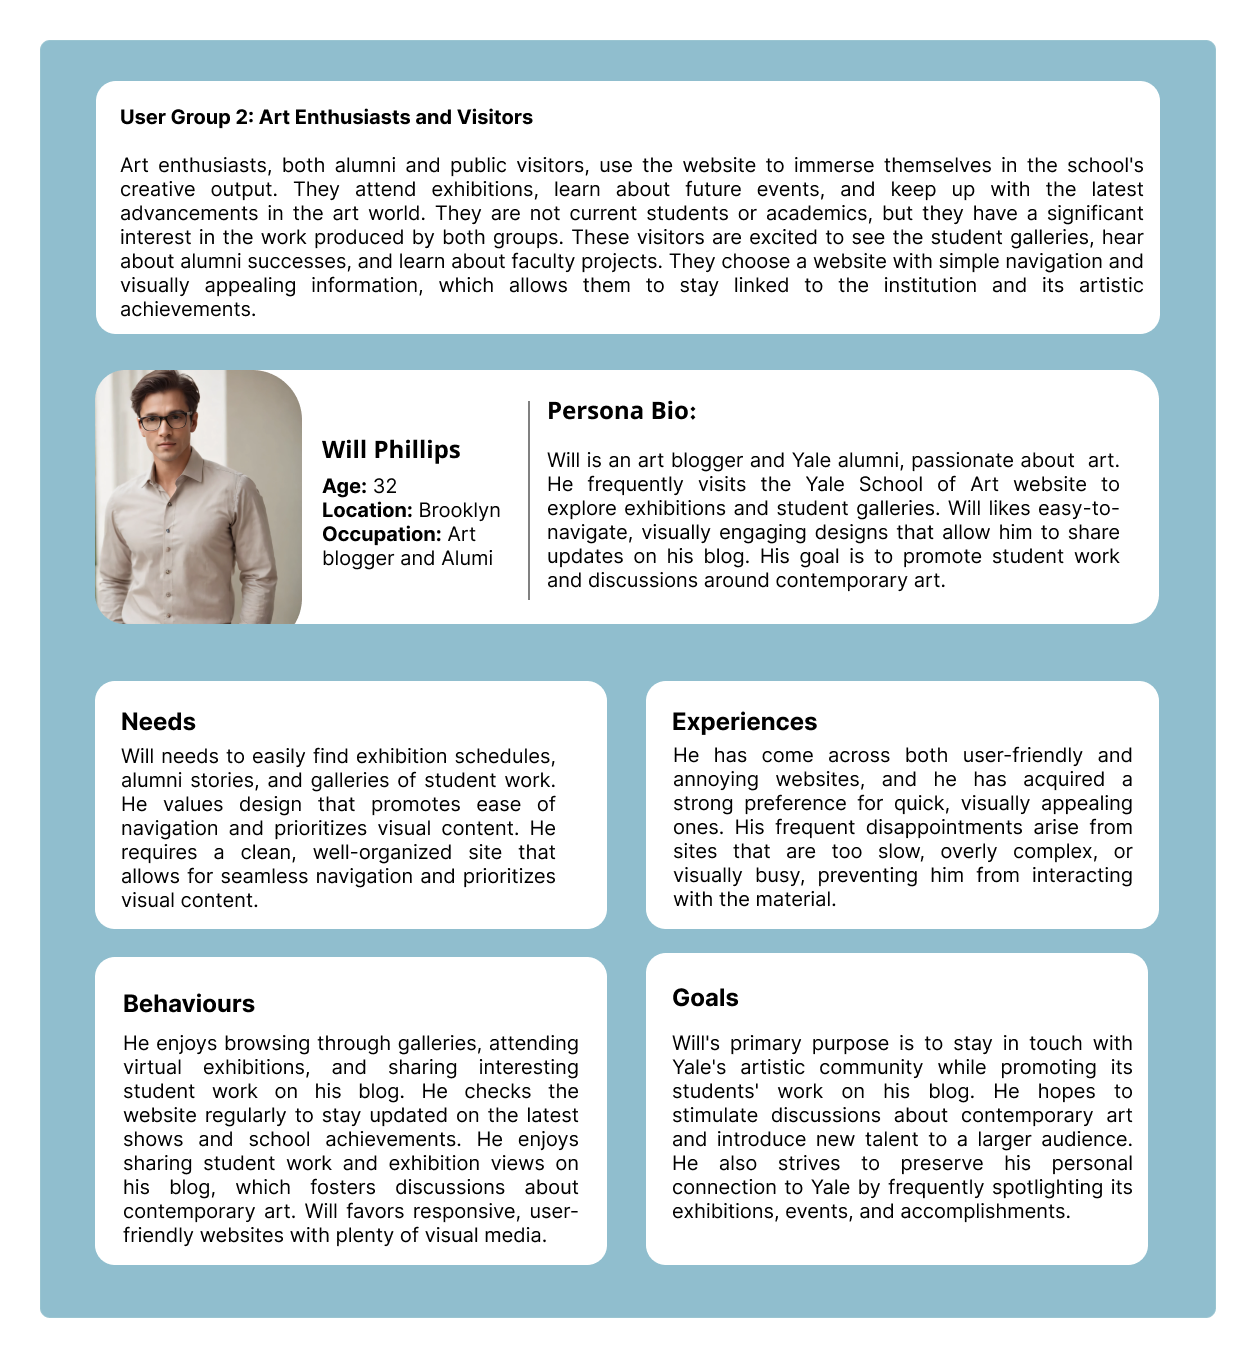 User Group 2: Art Enthusiasts and Visitors
Art enthusiasts, both alumni and public visitors, use the website to immerse themselves in the school's
creative output. They attend exhibitions, learn about future events, and keep up with the latest
advancements in the art world. They are not current students or academics, but they have a significant
interest in the work produced by both groups. These visitors are excited to see the student galleries, hear
about alumni successes, and learn about faculty projects. They choose a website with simple navigation and
visually appealing information, which allows them to stay linked to the institution and its artistic
achievements.
Will Phillips
Age: 32
Location: Brooklyn
Occupation: Art
blogger and Alumi
Persona Bio:
Will is an art blogger and Yale alumni, passionate about art.
He frequently visits the Yale School of Art website to
explore exhibitions and student galleries. Will likes easy-to-
navigate, visually engaging designs that allow him to share
updates on his blog. His goal is to promote student work
and discussions around contemporary art.
Needs
Will needs to easily find exhibition schedules,
alumni stories, and galleries of student work.
He values design that promotes ease of
navigation and prioritizes visual content. He
requires a clean, well-organized site that
allows for seamless navigation and prioritizes
visual content.
Experiences
He has come across both user-friendly and
annoying websites, and he has acquired a
strong preference for quick, visually appealing
ones. His frequent disappointments arise from
sites that are too slow, overly complex, or
visually busy, preventing him from interacting
with the material.
Behaviours
He enjoys browsing through galleries, attending
virtual exhibitions, and sharing interesting
student work on his blog. He checks the
website regularly to stay updated on the latest
shows and school achievements. He enjoys
sharing student work and exhibition views on
his blog, which fosters discussions about
contemporary art. Will favors responsive, user-
friendly websites with plenty of visual media.
Goals
Will's primary purpose is to stay in touch with
Yale's artistic community while promoting its
students' work on his blog. He hopes to
stimulate discussions about contemporary art
and introduce new talent to a larger audience.
He also strives to preserve his personal
connection to Yale by frequently spotlighting its
exhibitions, events, and accomplishments.